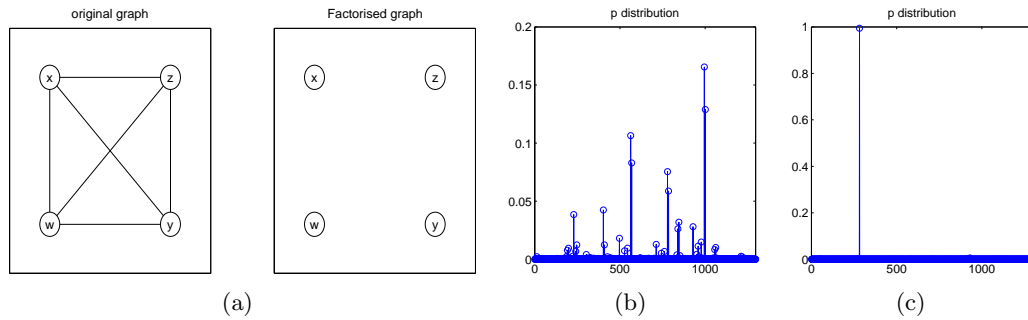 original graph
x
z
w
y
Factorised graph
x
z
w
y
(a)
p distribution
0.2
0.15
0.1
0.05
0
0
500
1000
(b)
p distribution
1
0.8
0.6
0.4
0.2
0
0
500
1000
(c)